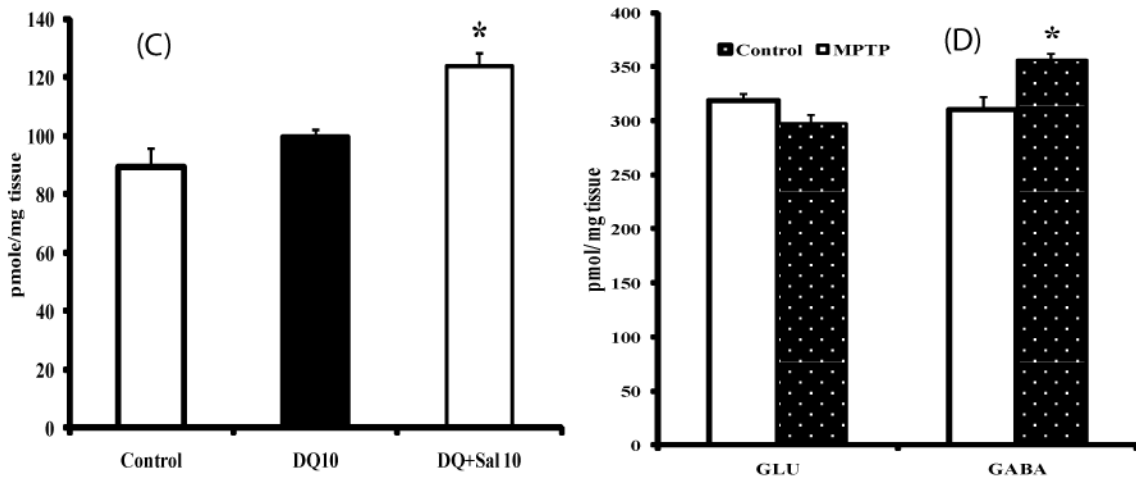 (C)
*
140
120
100
80
60
40
20
0
pmole/mg tissue
Control DQ10 DQ+Sal 10
(D)
Control MPTP
*
400
350
300
250
200
150
100
50
0
pmol/ mg tissue
GLU GABA